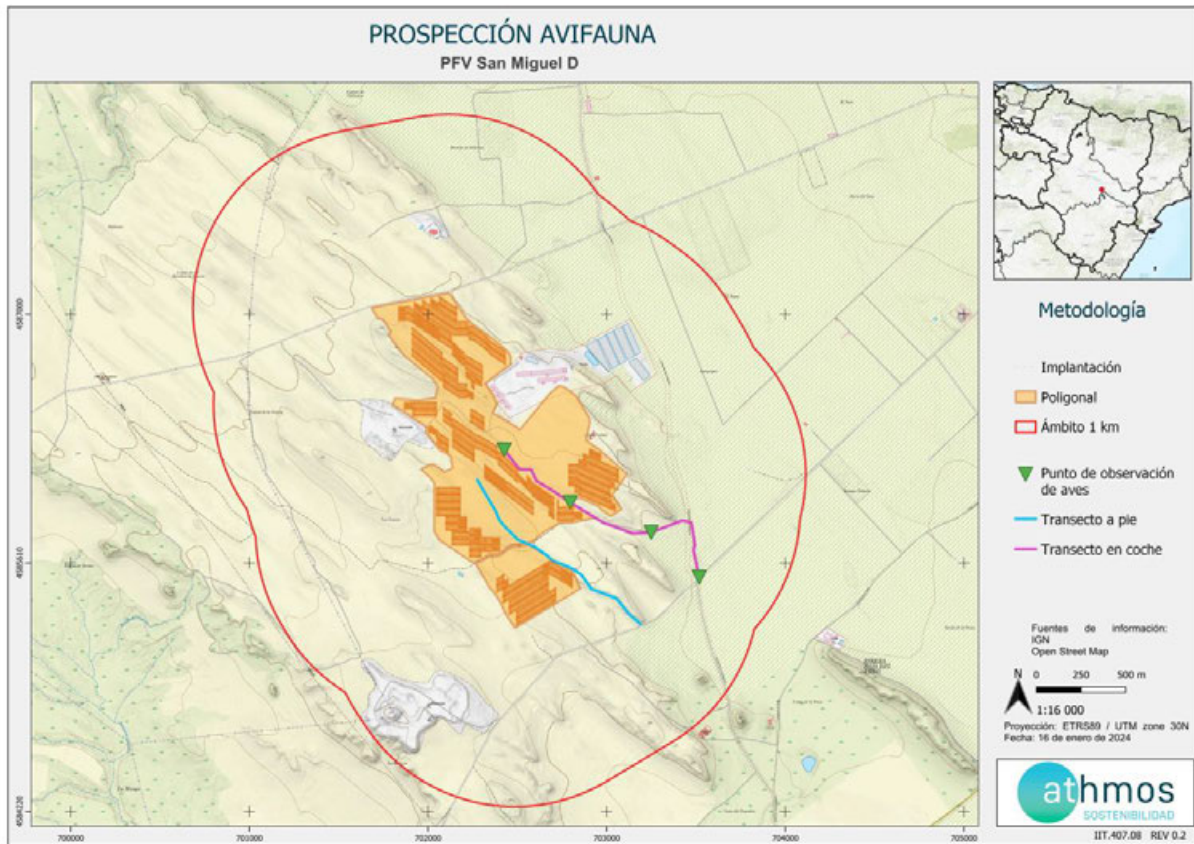 PROSPECCIÓN AVIFAUNA
PFV San Miguel D
4587000
4585610
4584220
700000
701000
702000
703000
704000
705000
Metodología
Implantación
Poligonal
Ámbito 1 km
Punto de observación
de aves
Transecto a pie
Transecto en coche
Fuentes de información:
IGN
Open Street Map
N
0 250 500 m
1:16 000
Proyección: ETRS89 / UTM zone 30N
Fecha: 16 de enero de 2024
athmos
SOSTENIBILIDAD
IIT.407.08 REV 0.2